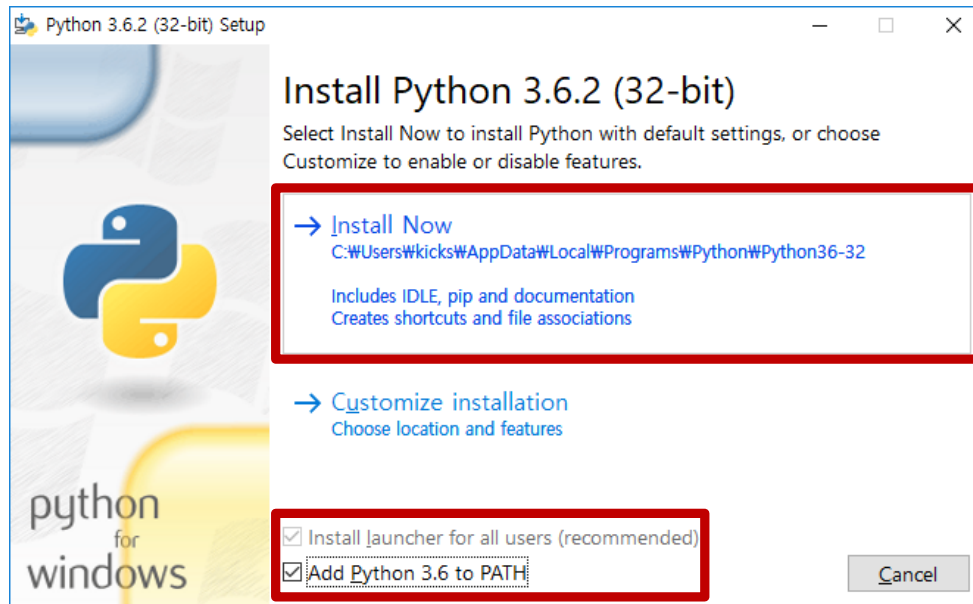 Python 3.6.2 (32-bit) Setup
Install Python 3.6.2 (32-bit)
Select Install Now to install Python with default settings, or choose
Customize to enable or disable features.
→ Install Now
C:₩Users₩kicks₩AppData₩Local₩Programs₩Python₩Python36-32
Includes IDLE, pip and documentation
Creates shortcuts and file associations
→ Customize installation
Choose location and features
python
for
windows
Install launcher for all users (recommended)
Add Python 3.6 to PATH
Cancel